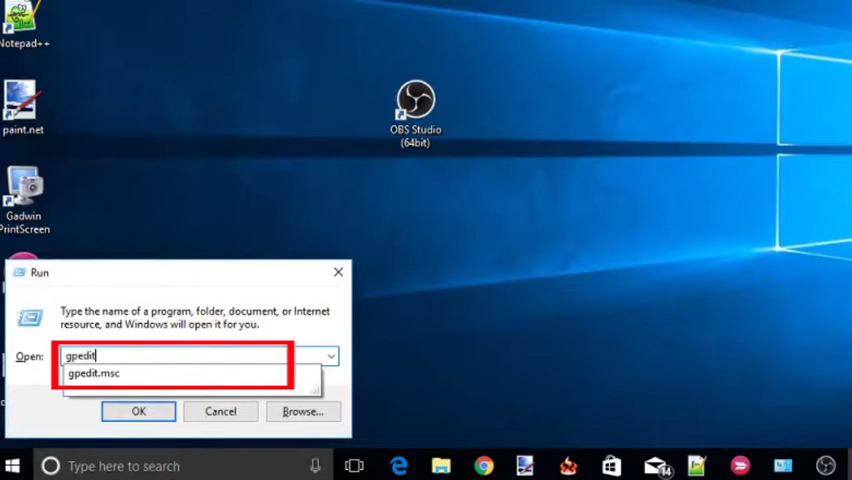 Notepad++
paint.net
Gadwin
PrintScreen
OBS Studio
(64bit)
Run
Type the name of a program, folder, document, or Internet
resource, and Windows will open it for you.
Open: gpedit
gpedit.msc
OK Cancel Browse...
Type here to search
14